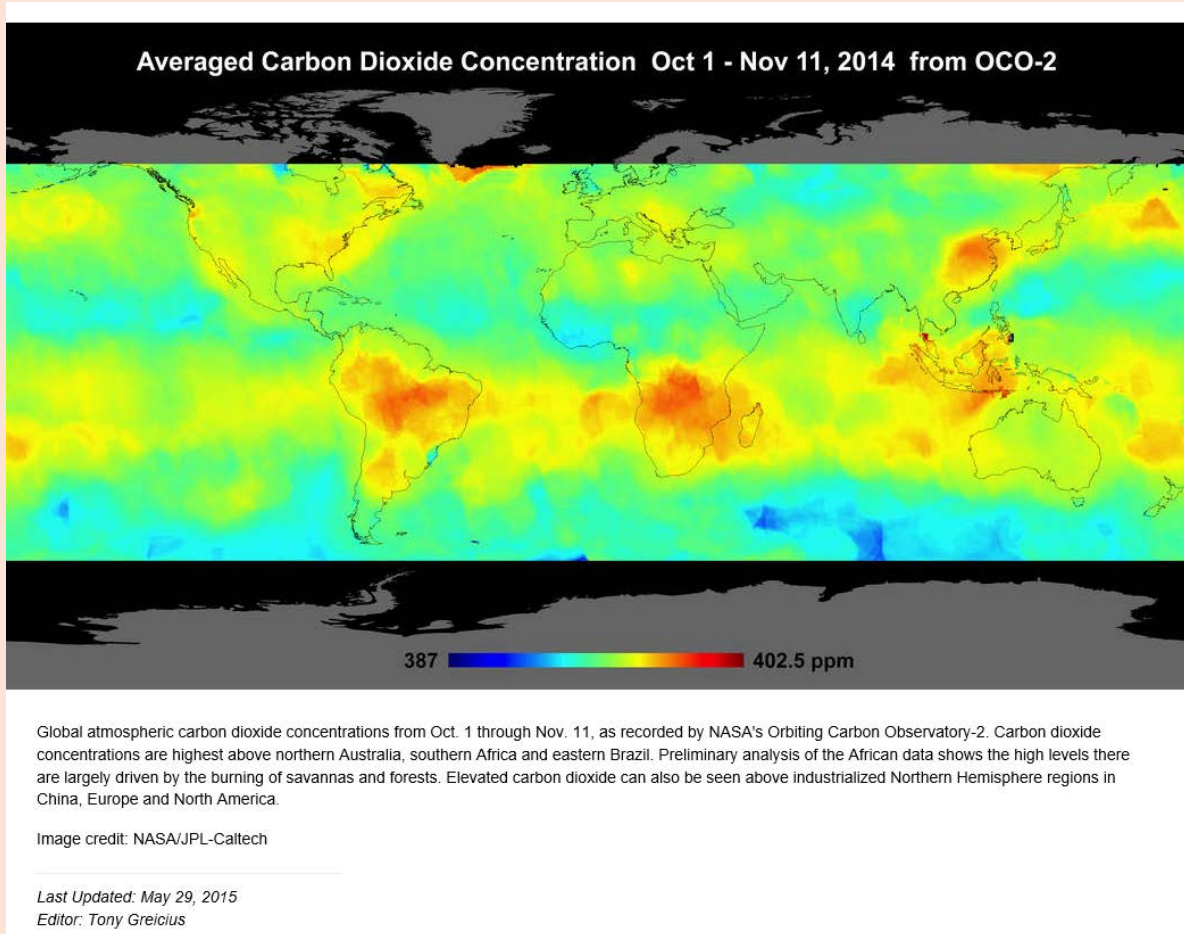 Averaged Carbon Dioxide Concentration Oct 1 - Nov 11, 2014 from OCO-2
387 402.5 ppm
Global atmospheric carbon dioxide concentrations from Oct. 1 through Nov. 11, as recorded by NASA's Orbiting Carbon Observatory-2. Carbon dioxide
concentrations are highest above northern Australia, southern Africa and eastern Brazil. Preliminary analysis of the African data shows the high levels there
are largely driven by the burning of savannas and forests. Elevated carbon dioxide can also be seen above industrialized Northern Hemisphere regions in
China, Europe and North America.
Image credit: NASA/JPL-Caltech
Last Updated: May 29, 2015
Editor: Tony Greicius